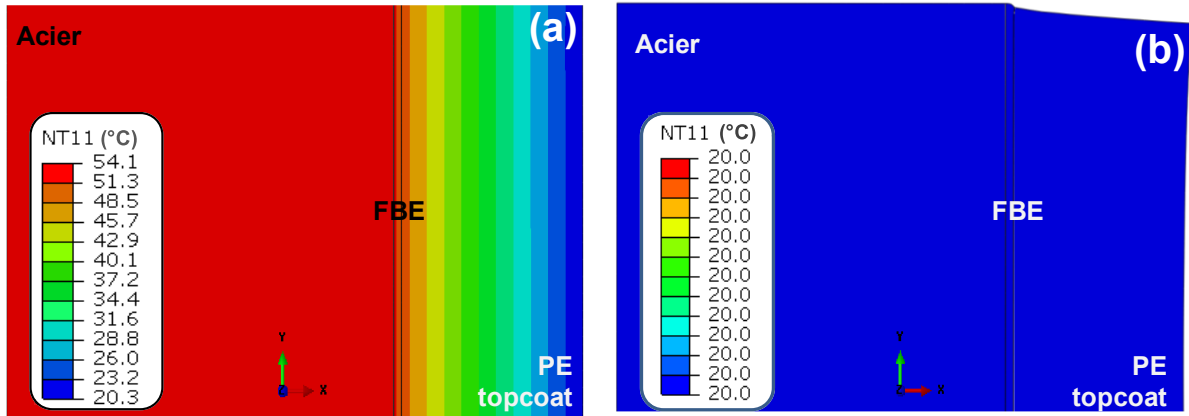 Acier
(a)
NT11 (°C)
54.1
51.3
48.5
45.7
42.9
40.1
37.2
34.4
31.6
28.8
26.0
23.2
20.3
FBE
Y
X
PE
topcoat
Acier
(b)
NT11 (°C)
20.0
20.0
20.0
20.0
20.0
20.0
20.0
20.0
20.0
20.0
20.0
20.0
20.0
FBE
Y
Z
X
PE
topcoat